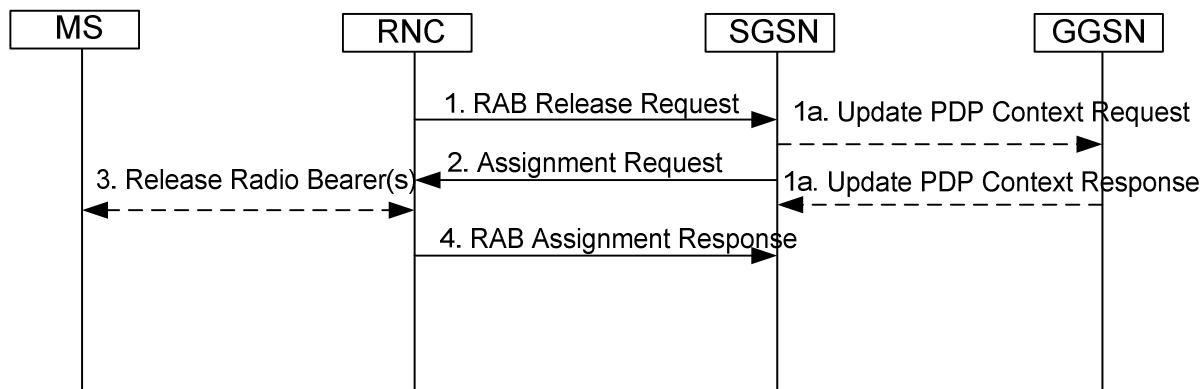 MS
RNC
SGSN
GGSN
1. RAB Release Request
1a. Update PDP Context Request
2. Assignment Request
3. Release Radio Bearer(s)
1a. Update PDP Context Response
4. RAB Assignment Response